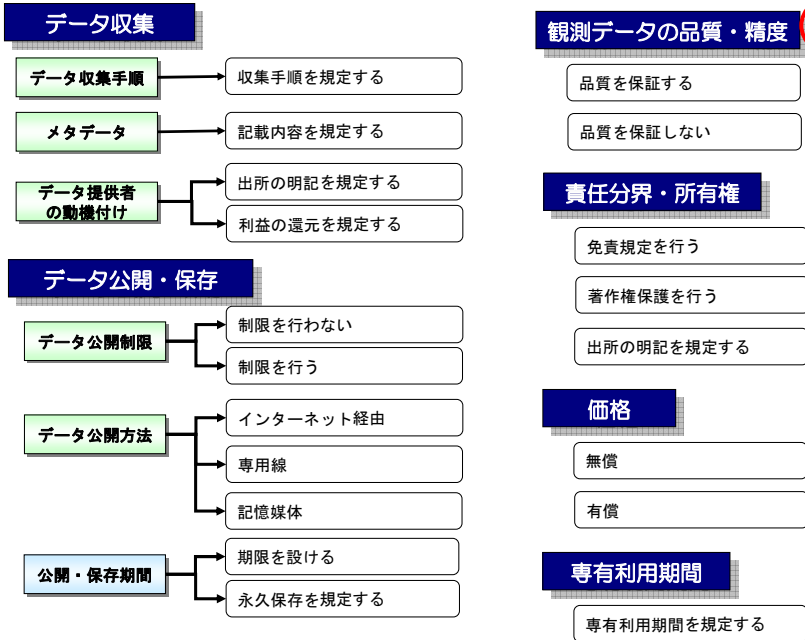 データ収集
データ収集手順
収集手順を規定する
メタデータ
記載内容を規定する
データ提供者
の動機付け
出所の明記を規定する
利益の還元を規定する
データ公開・保存
データ公開制限
制限を行わない
制限を行う
データ公開方法
インターネット経由
専用線
記憶媒体
公開・保存期間
期限を設ける
永久保存を規定する
観測データの品質・精度
品質を保証する
品質を保証しない
責任分界・所有権
免責規定を行う
著作権保護を行う
出所の明記を規定する
価格
無償
有償
専有利用期間
専有利用期間を規定する